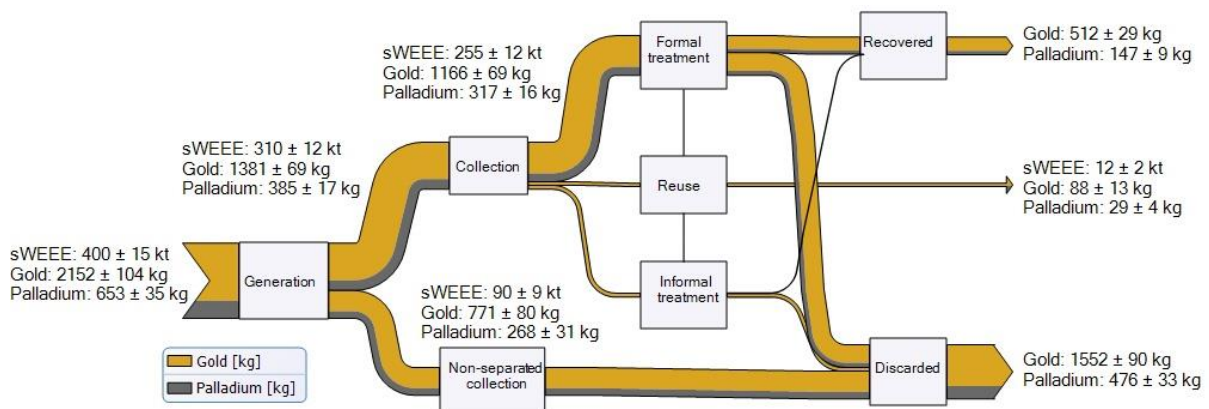 Gold: 512 ± 29 kg
Palladium: 147 ± 9 kg
Formal
treatment
Recovered
sWEEE: 255 ± 12 kt
Gold: 1166 ± 69 kg
Palladium: 317 ± 16 kg
sWEEE: 310 ± 12 kt
Gold: 1381 ± 69 kg
Palladium: 385 ± 17 kg
Collection
Reuse
sWEEE: 12 ± 2 kt
Gold: 88 ± 13 kg
Palladium: 29 ± 4 kg
sWEEE: 400 ± 15 kt
Gold: 2152 ± 104 kg
Palladium: 653 ± 35 kg
Generation
Informal
treatment
sWEEE: 90 ± 9 kt
Gold: 771 ± 80 kg
Palladium: 268 ± 31 kg
Gold [kg]
Palladium [kg]
Non-separated
collection
Discarded
Gold: 1552 ± 90 kg
Palladium: 476 ± 33 kg